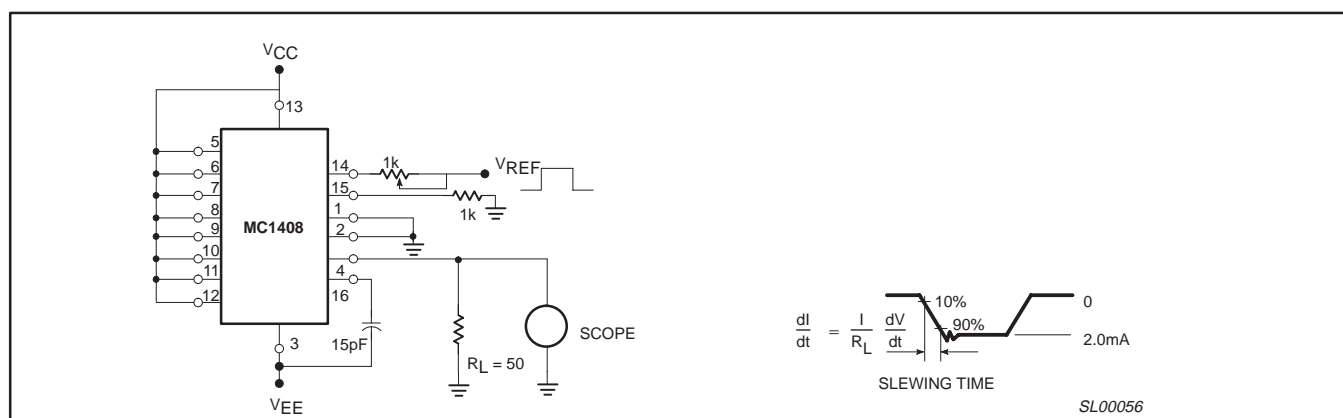 VCC
13
5
6
7
8
9
10
11
12
MC1408
14
15
1
2
4
16
3
1k
VREF
1k
15pF
RL = 50
SCOPE
VEE
dI
dt
=
I
RL
dV
dt
10%
90%
0
2.0mA
SLEWING TIME
SL00056